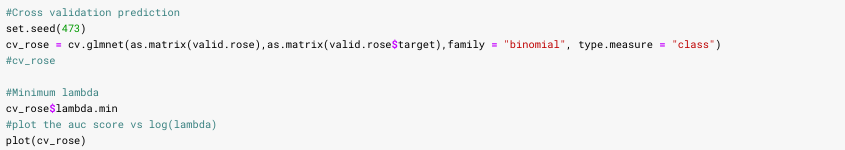 #Cross validation prediction
set.seed(473)
cv_rose = cv.glmnet(as.matrix(valid.rose),as.matrix(valid.rose$target),family = "binomial", type.measure = "class")
#cv_rose
#Minimum lambda
cv_rose$lambda.min
#plot the auc score vs log(lambda)
plot(cv_rose)